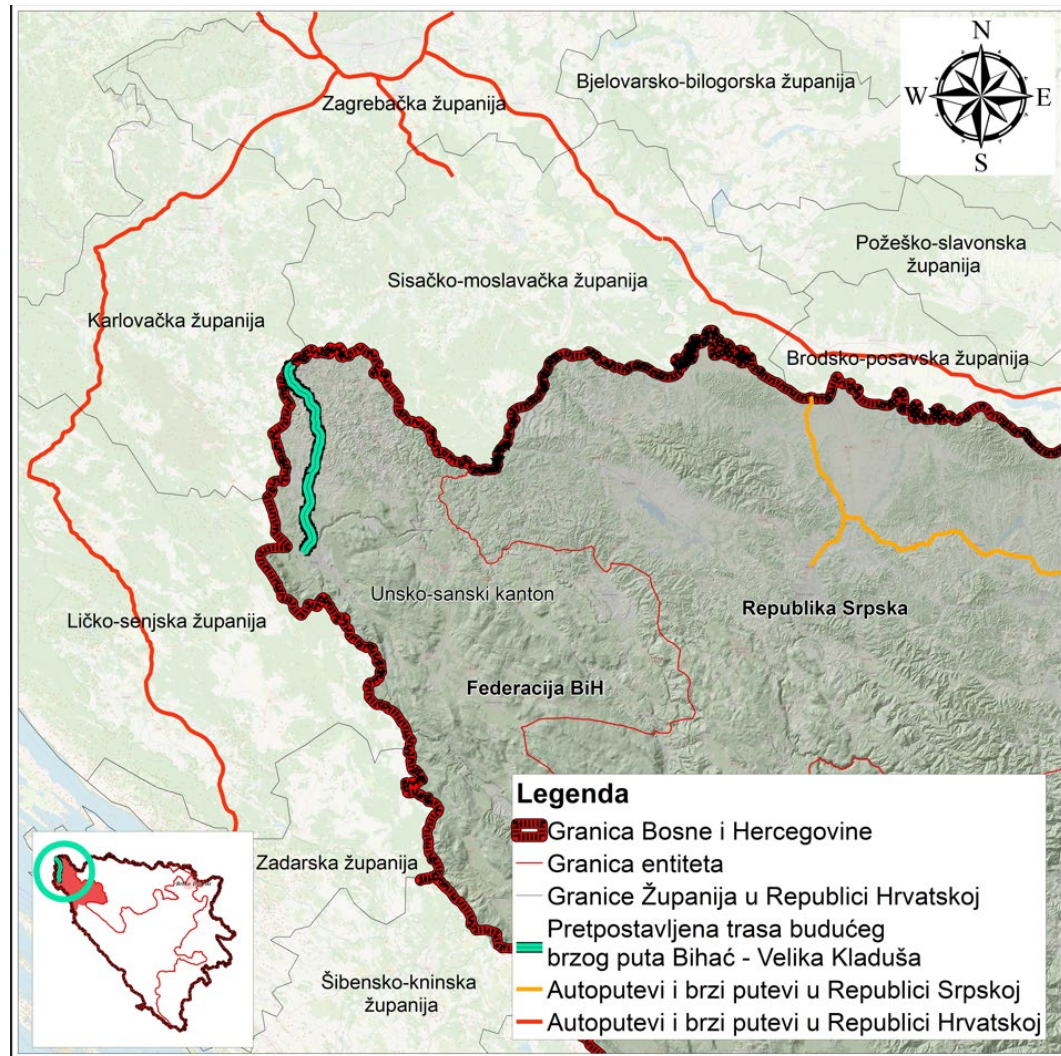 N
W
E
S
Bjelovarsko-bilogorska županija
Zagrebačka županija
Požeško-slavonska
županija
Sisačko-moslavačka županija
Karlovačka županija
Brodsko-posavska županija
Unsko-sanski kanton
Republika Srpska
Ličko-senjska županija
Federacija BiH
Zadarska županija
Šibensko-kninska
županija
Legenda
Granica Bosne i Hercegovine
Granica entiteta
Granice Županija u Republici Hrvatskoj
Pretpostavljena trasa budućeg
brzog puta Bihać - Velika Kladuša
Autoputevi i brzi putevi u Republici Srpskoj
Autoputevi i brzi putevi u Republici Hrvatskoj